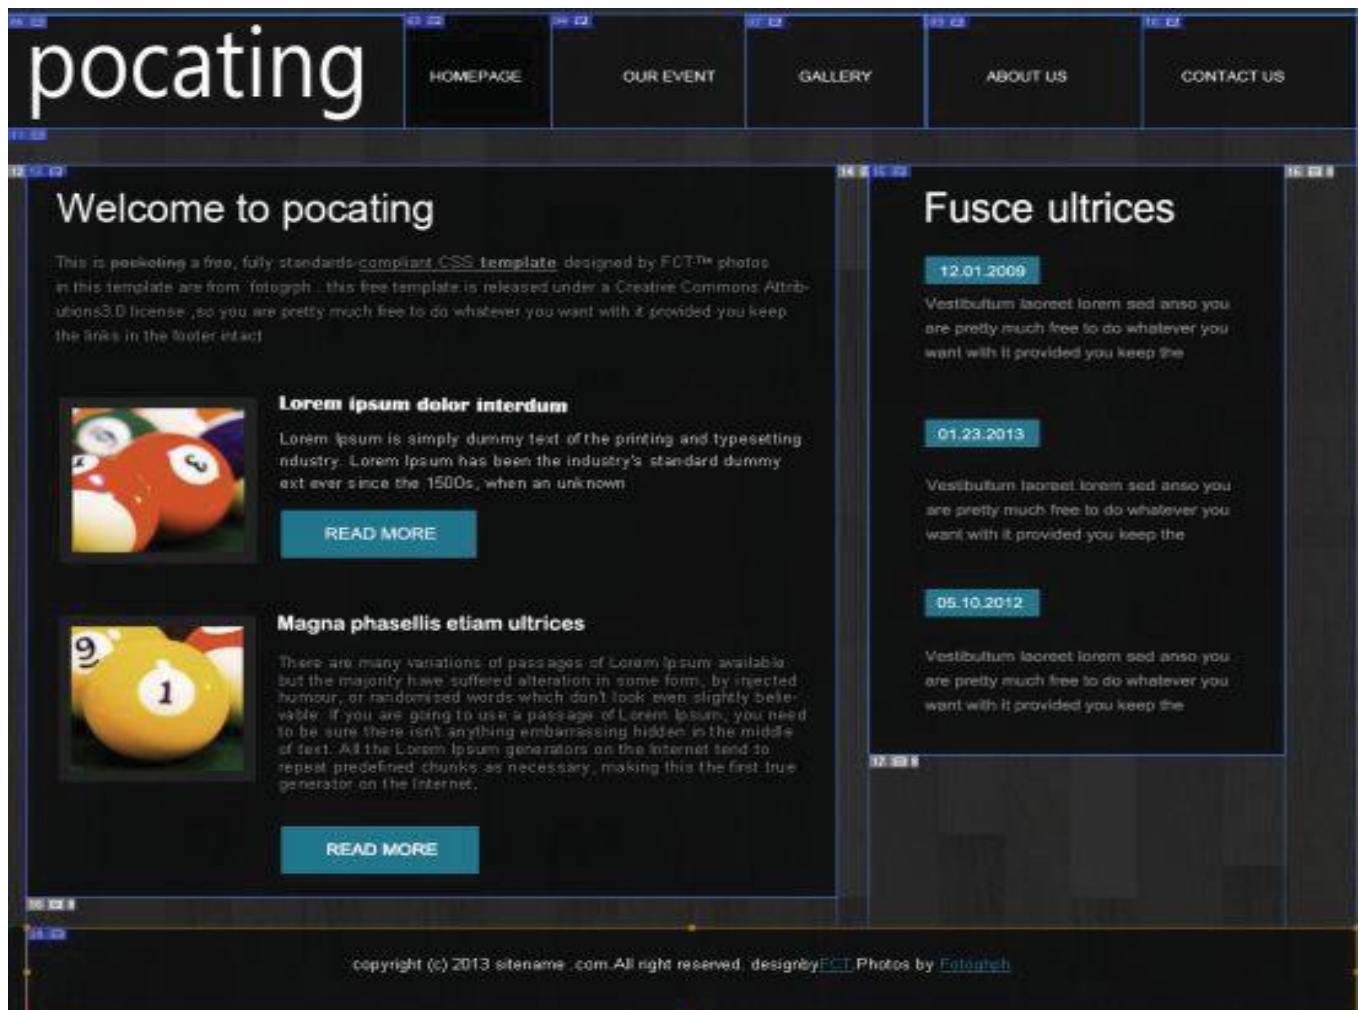 pocating
HOMEPAGE
OUR EVENT
GALLERY
ABOUT US
CONTACT US
Welcome to pocating
This is pocketing a free, fully standards-compliant CSS template designed by FCT™ photos
in this template are from fotogrph . this free template is released under a Creative Commons Attrib-
utions3.0 license ,so you are pretty much free to do whatever you want with it provided you keep
the links in the footer intact
Lorem ipsum dolor interdum
Lorem Ipsum is simply dummy text of the printing and typesetting
ndustry. Lorem Ipsum has been the industry's standard dummy
ext ever since the 1500s, when an unknown
READ MORE
Magna phasellis etiam ultrices
There are many variations of passages of Lorem Ipsum available
but the majority have suffered alteration in some form, by injected
humour, or randomised words which don't look even slightly belie-
vable. If you are going to use a passage of Lorem Ipsum, you need
to be sure there isn't anything embarrassing hidden in the middle
of text. All the Lorem Ipsum generators on the Internet tend to
repeat predefined chunks as necessary, making this the first true
generator on the Internet.
READ MORE
Fusce ultrices
12.01.2009
Vestibultum laoreet lorem sed anso you
are pretty much free to do whatever you
want with it provided you keep the
01.23.2013
Vestibultum laoreet lorem sed anso you
are pretty much free to do whatever you
want with it provided you keep the
05.10.2012
Vestibultum laoreet lorem sed anso you
are pretty much free to do whatever you
want with it provided you keep the
copyright (c) 2013 sitename .com.All right reserved. designbyFCT.Photos by